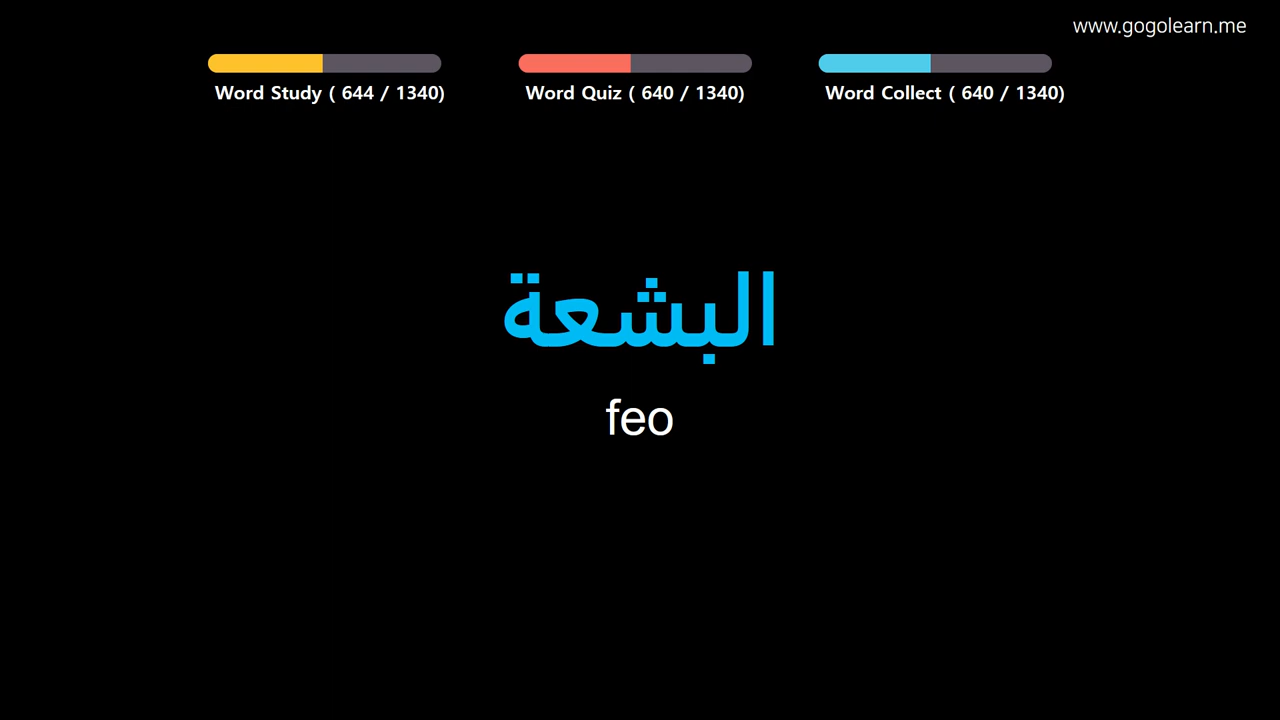 www.gogolearn.me
Word Study ( 644 / 1340)
Word Quiz ( 640 / 1340)
Word Collect ( 640 / 1340)
البشعة
feo